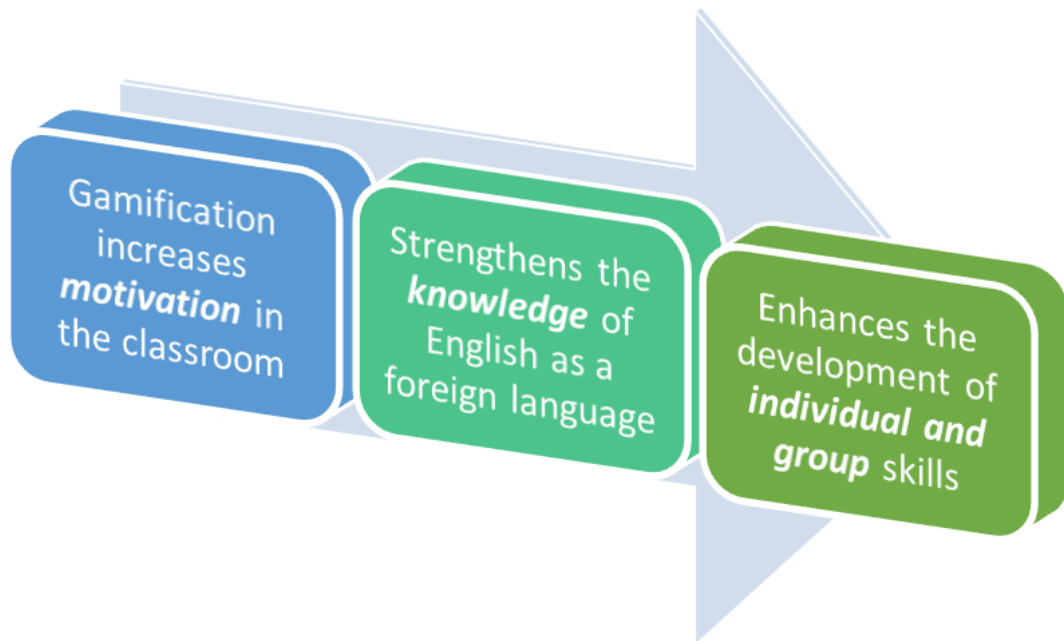 Gamification
increases
motivation in
the classroom
Strengthens the
knowledge of
English as a
foreign language
Enhances the
development of
individual and
group skills